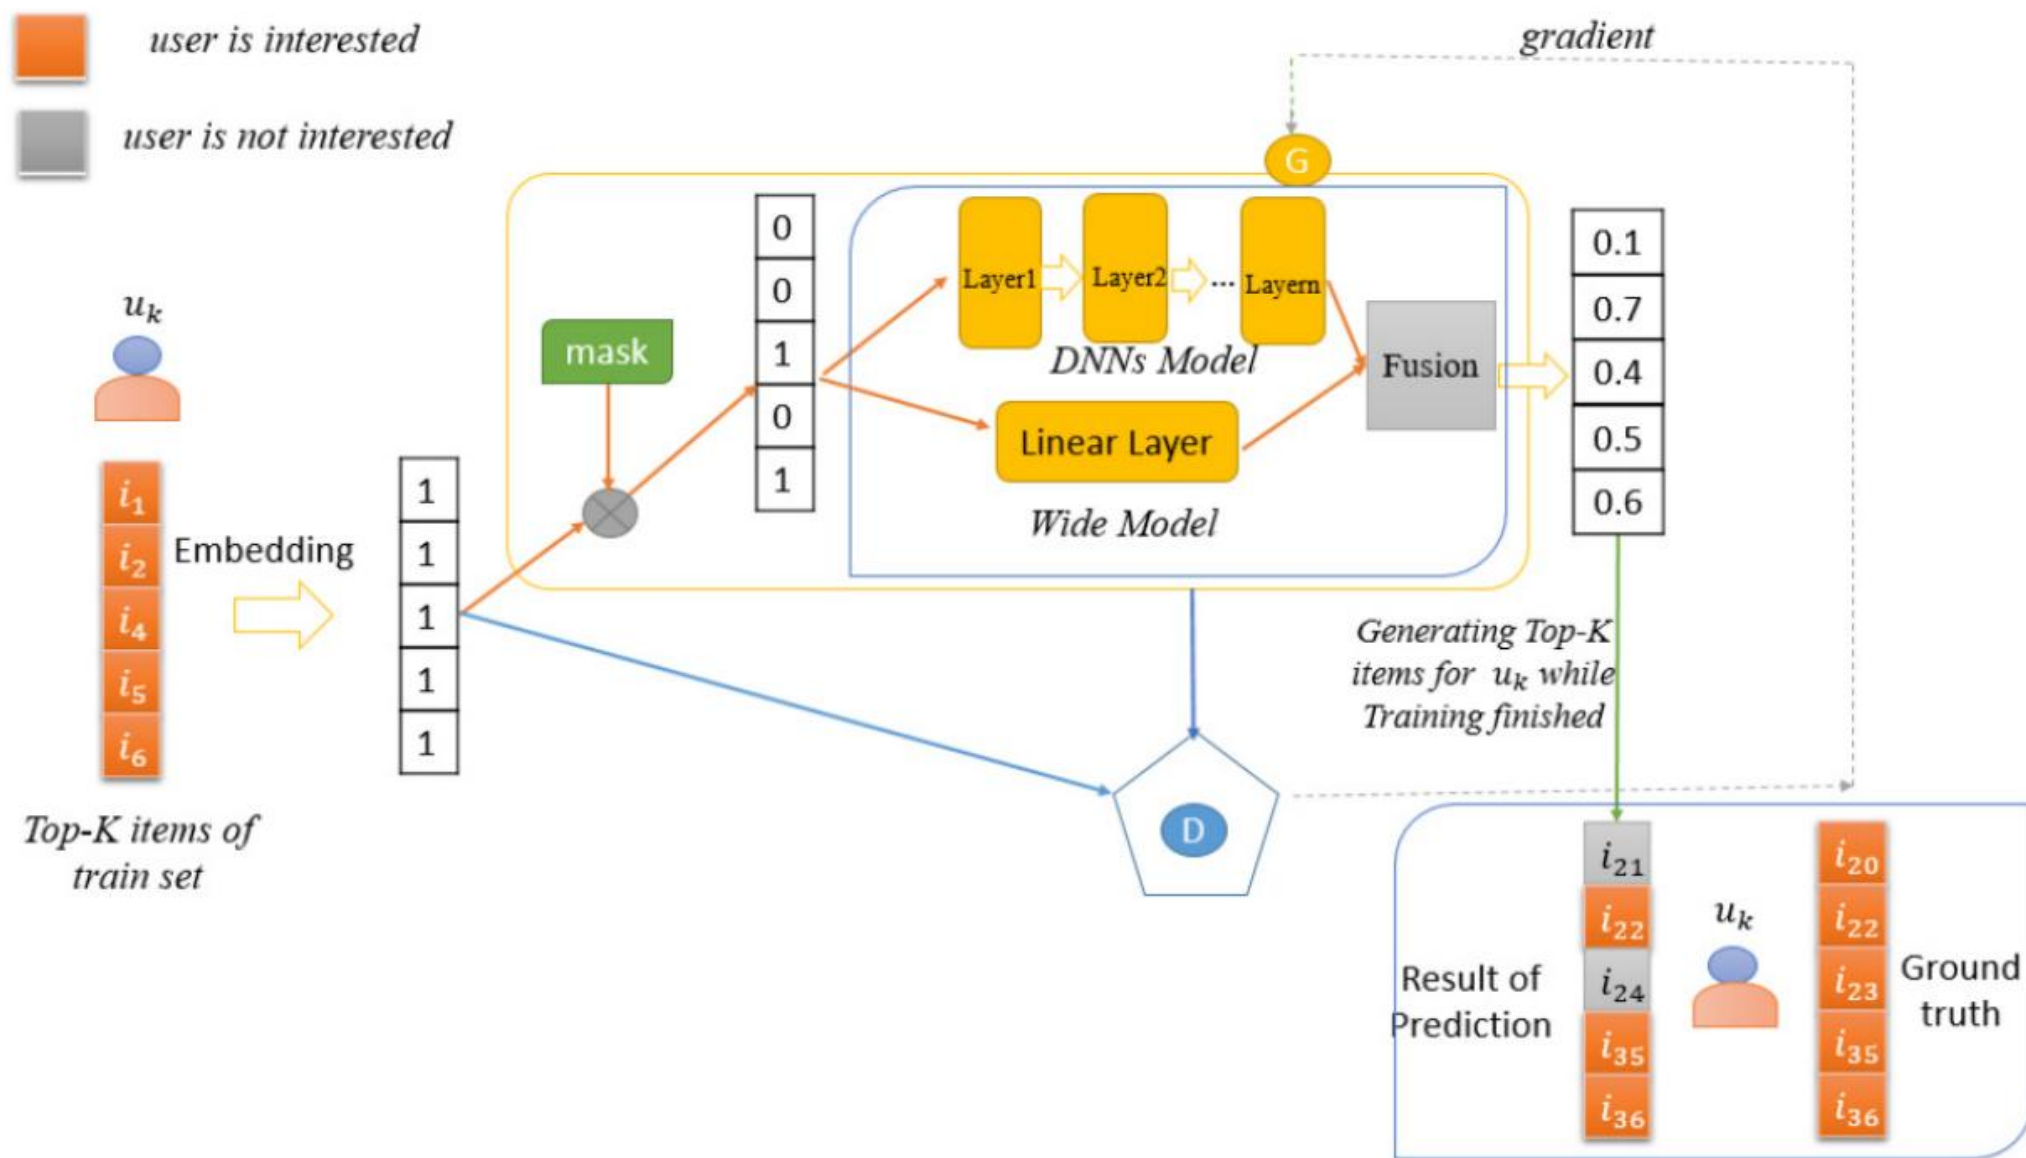 user is interested
user is not interested
gradient
G
0
0
1
0
1
Layer1
Layer2
...
Layern
DNNs Model
Linear Layer
Wide Model
Fusion
0.1
0.7
0.4
0.5
0.6
mask
u_k
i_1
i_2
i_4
i_5
i_6
Embedding
1
1
1
1
1
Top-K items of
train set
Generating Top-K
items for u_k while
Training finished
D
Result of
Prediction
i_21
i_22
i_24
i_35
i_36
u_k
i_20
i_22
i_23
i_35
i_36
Ground
truth